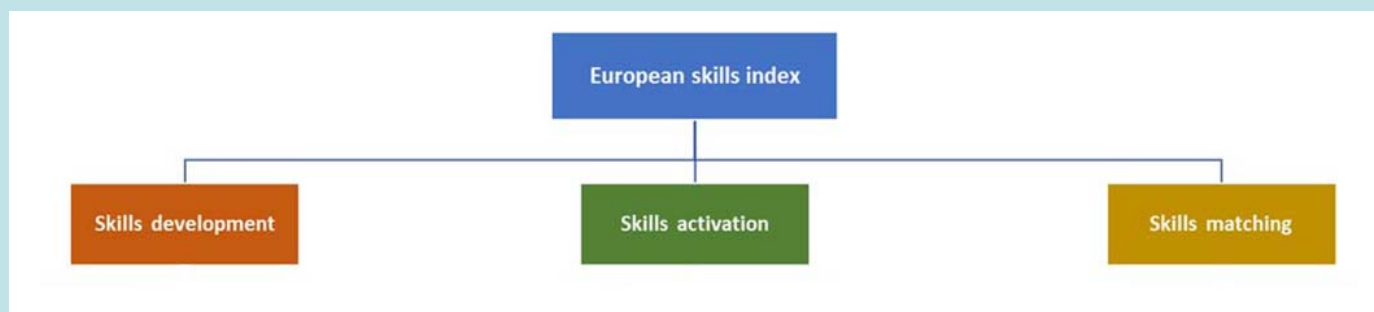 European skills index
Skills development
Skills activation
Skills matching